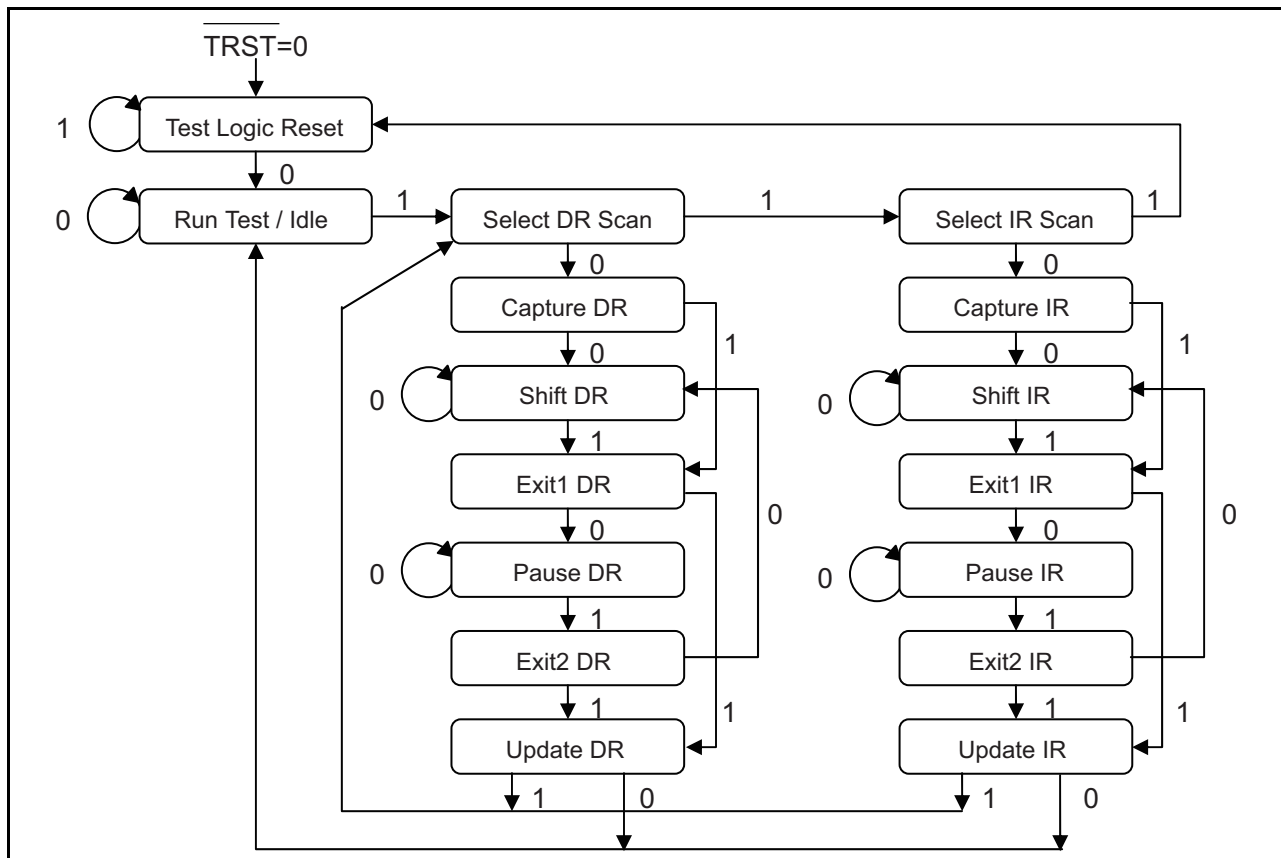 TRST=0
1
Test Logic Reset
0
0
Run Test / Idle
1
Select DR Scan
1
Select IR Scan
1
0
0
Capture DR
Capture IR
1
1
0
0
0
Shift DR
0
Shift IR
1
1
Exit1 DR
Exit1 IR
0
0
0
0
0
Pause DR
0
Pause IR
1
1
Exit2 DR
Exit2 IR
1
1
1
1
Update DR
Update IR
1
0
1
0